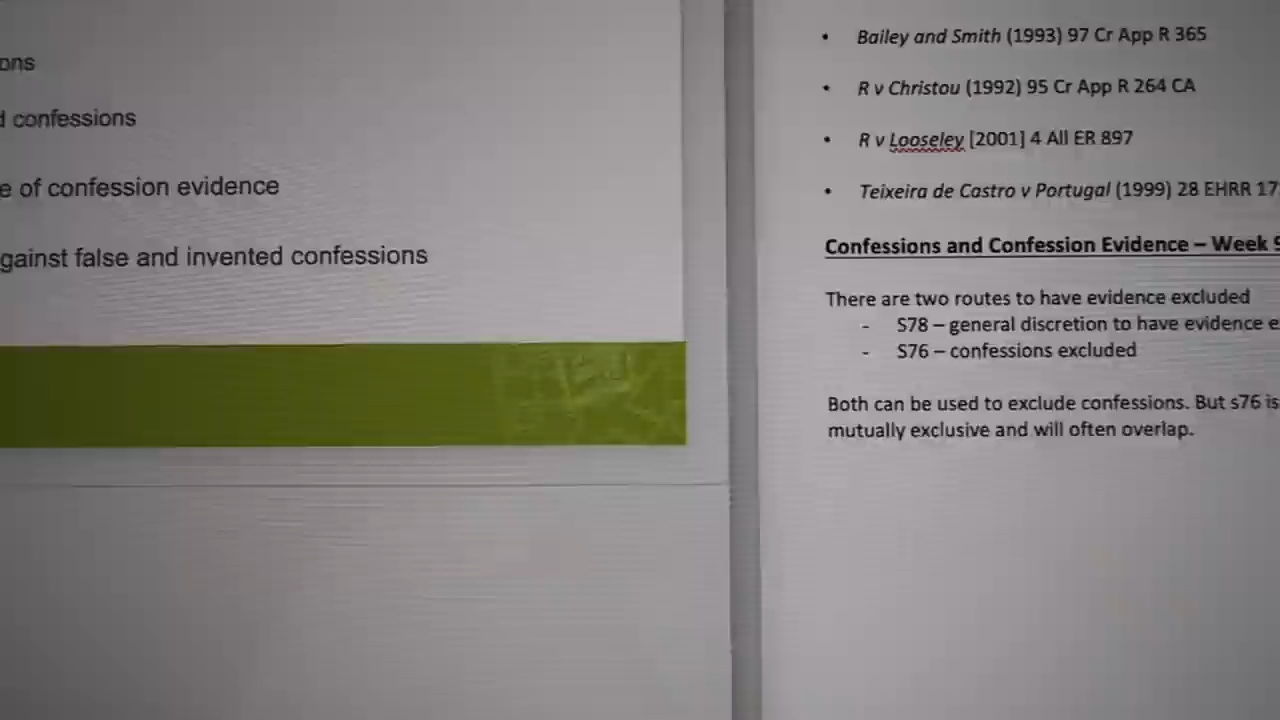 confessions
e of confession evidence
gainst false and invented confessions
• Bailey and Smith (1993) 97 Cr App R 365
• R v Christou (1992) 95 Cr App R 264 CA
• R v Looseley [2001] 4 All ER 897
• Teixeira de Castro v Portugal (1999) 28 EHRR
Confessions and Confession Evidence – Week
There are two routes to have evidence excluded
- S78 – general discretion to have evidence
- S76 – confessions excluded
Both can be used to exclude confessions. But s76 is
mutually exclusive and will often overlap.